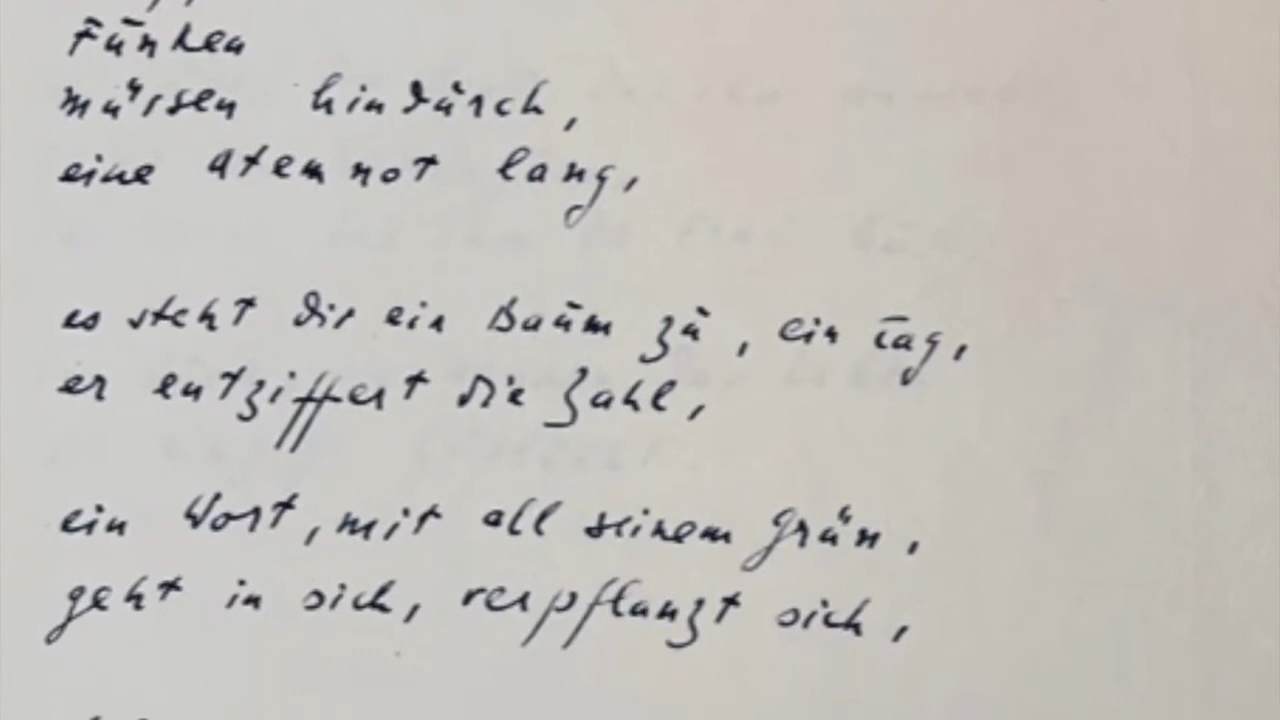 Funken
müssen hindurch,
eine Atemnot lang,
es steht dir ein Baum zu, ein Tag,
er entziffert die Zahl,
ein Wort, mit all seinem Grün,
geht in sich, verpflanzt sich,